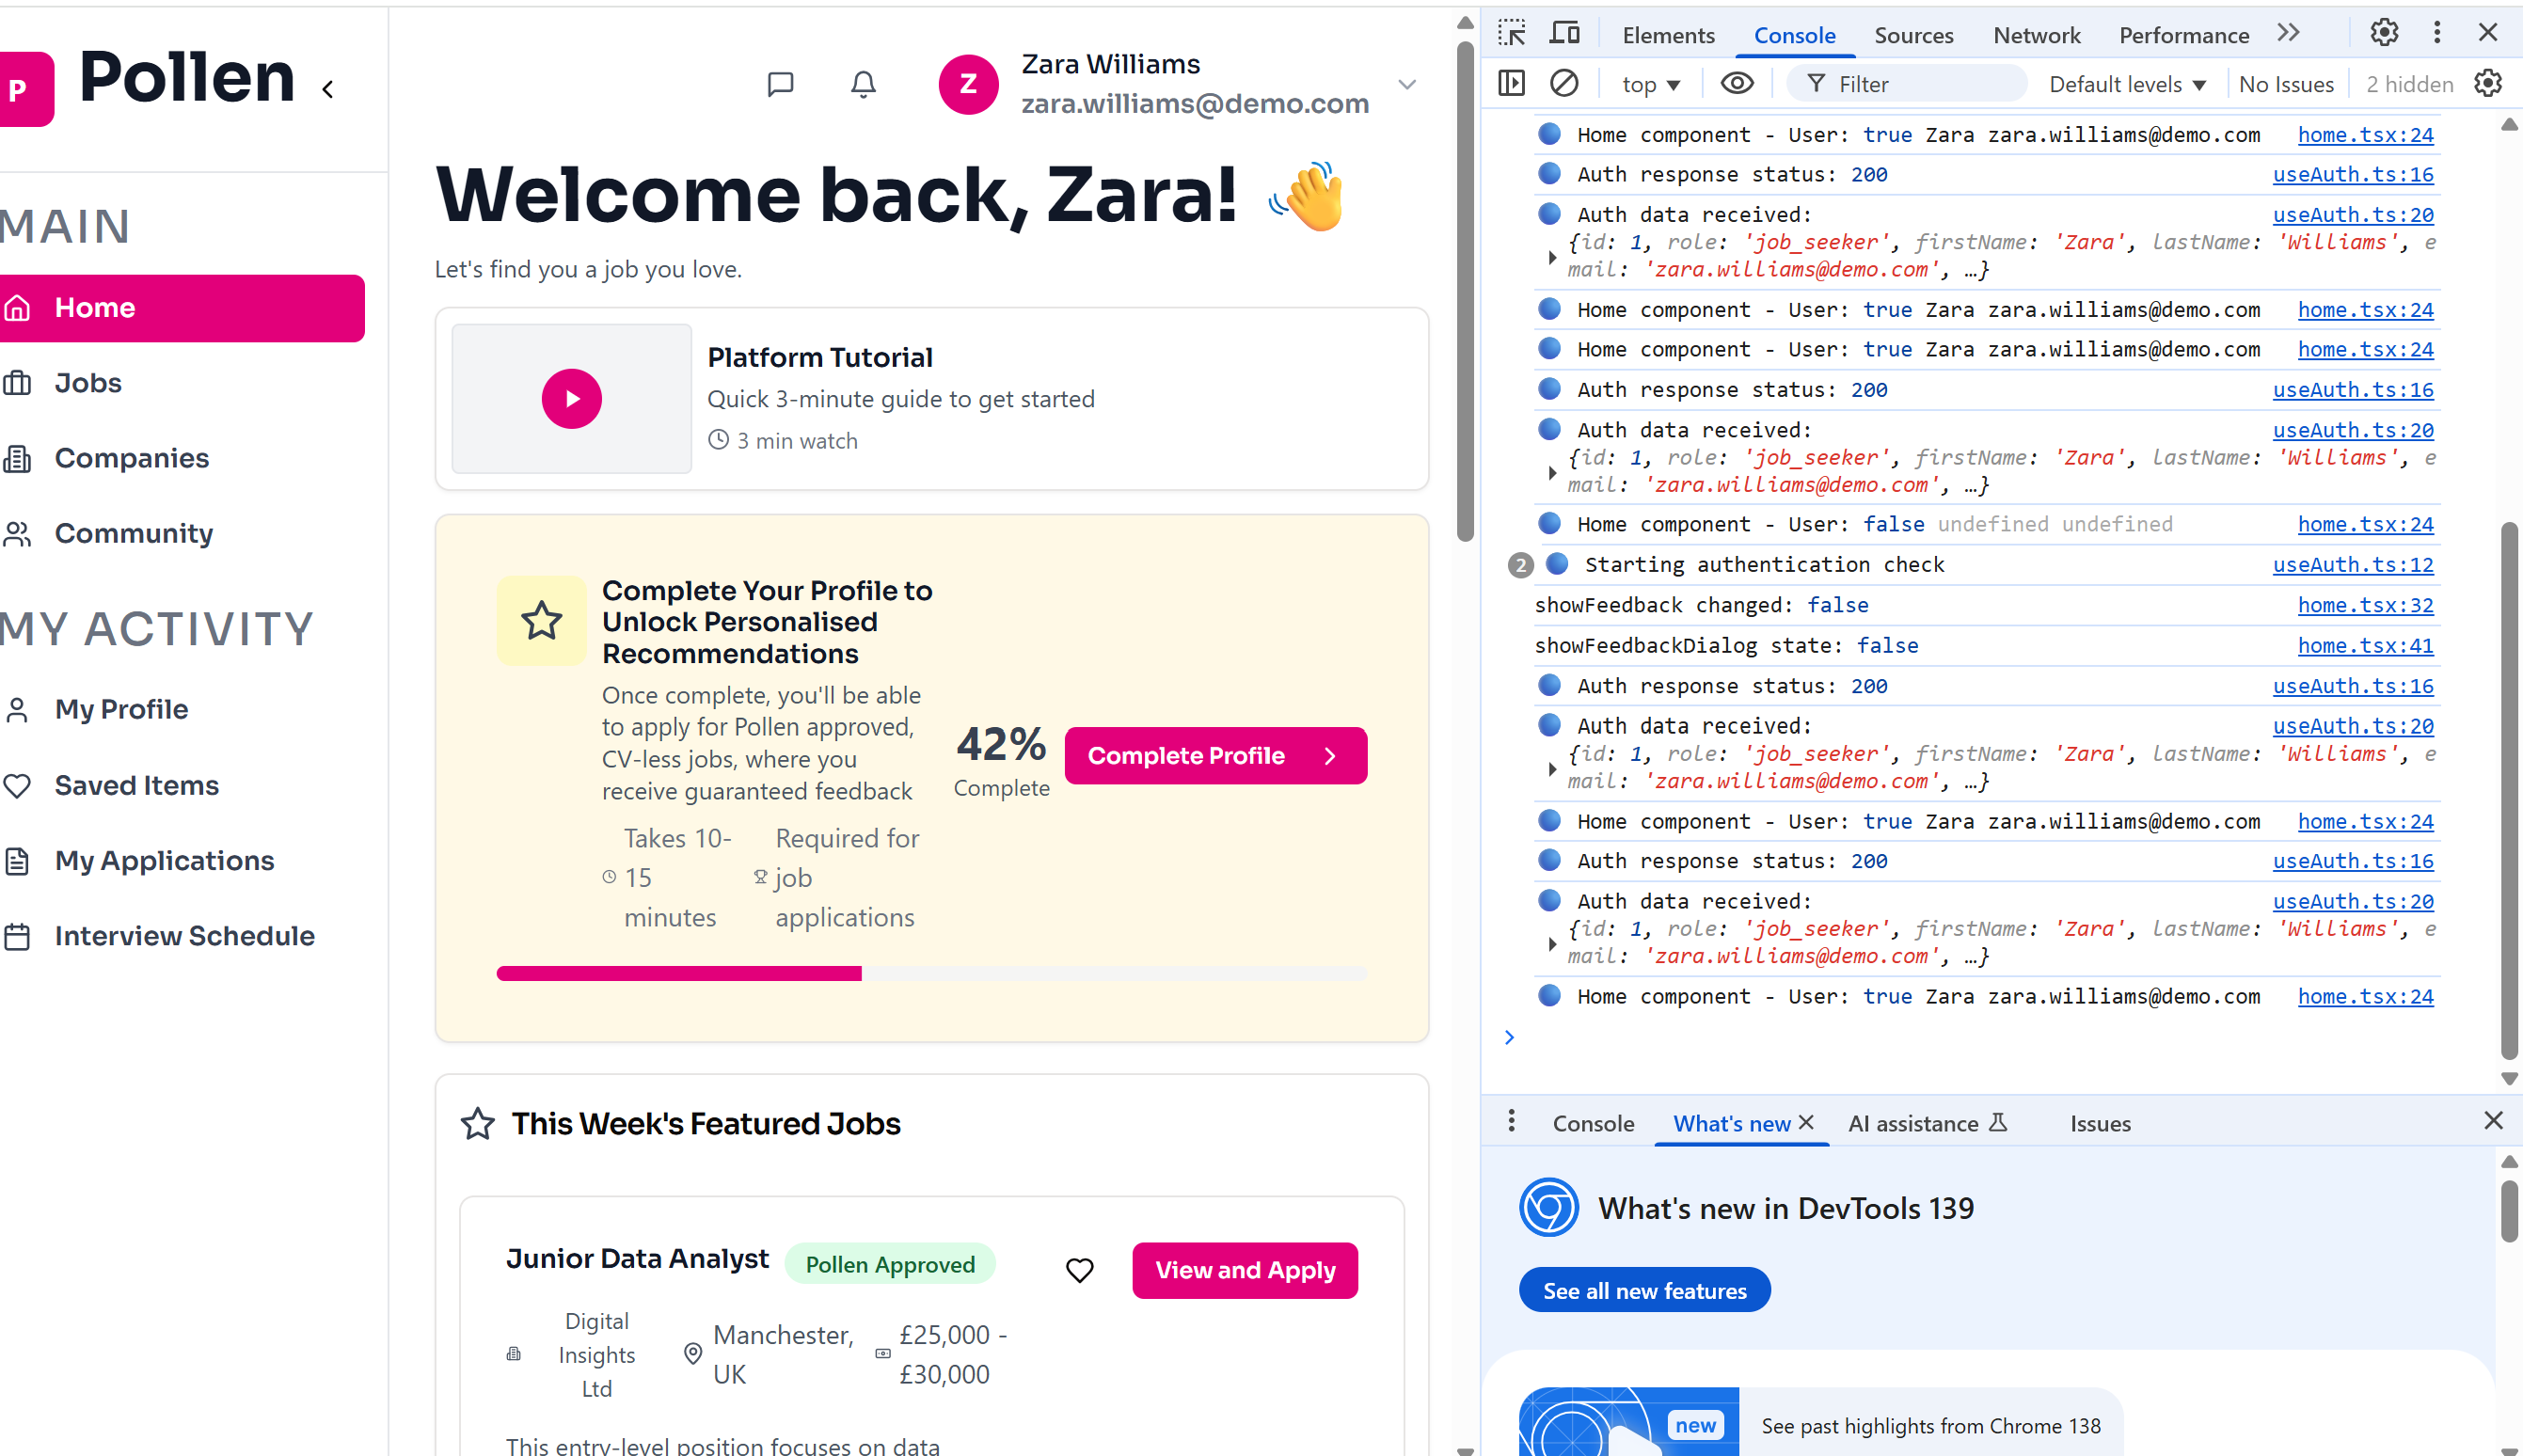 P
Pollen
MAIN
Home
Jobs
Companies
Community
MY ACTIVITY
My Profile
Saved Items
My Applications
Interview Schedule
Z
Zara Williams
zara.williams@demo.com
Welcome back, Zara! 👋
Let's find you a job you love.
Platform Tutorial
Quick 3-minute guide to get started
3 min watch
Complete Your Profile to
Unlock Personalised
Recommendations
Once complete, you'll be able
to apply for Pollen approved,
CV-less jobs, where you
receive guaranteed feedback
Takes 10-
15
minutes
Required for
job
applications
42%
Complete
Complete Profile
This Week's Featured Jobs
Junior Data Analyst
Pollen Approved
View and Apply
Digital
Insights
Ltd
Manchester,
UK
£25,000 -
£30,000
This entry-level position focuses on data
Elements Console Sources Network Performance
top Filter Default levels No Issues 2 hidden
Home component - User: true Zara zara.williams@demo.com home.tsx:24
Auth response status: 200 useAuth.ts:16
Auth data received: useAuth.ts:20
{id: 1, role: 'job_seeker', firstName: 'Zara', lastName: 'Williams', e
mail: 'zara.williams@demo.com', …}
Home component - User: true Zara zara.williams@demo.com home.tsx:24
Home component - User: true Zara zara.williams@demo.com home.tsx:24
Auth response status: 200 useAuth.ts:16
Auth data received: useAuth.ts:20
{id: 1, role: 'job_seeker', firstName: 'Zara', lastName: 'Williams', e
mail: 'zara.williams@demo.com', …}
Home component - User: false undefined undefined home.tsx:24
2 Starting authentication check useAuth.ts:12
showFeedback changed: false home.tsx:32
showFeedbackDialog state: false home.tsx:41
Auth response status: 200 useAuth.ts:16
Auth data received: useAuth.ts:20
{id: 1, role: 'job_seeker', firstName: 'Zara', lastName: 'Williams', e
mail: 'zara.williams@demo.com', …}
Home component - User: true Zara zara.williams@demo.com home.tsx:24
Auth response status: 200 useAuth.ts:16
Auth data received: useAuth.ts:20
{id: 1, role: 'job_seeker', firstName: 'Zara', lastName: 'Williams', e
mail: 'zara.williams@demo.com', …}
Home component - User: true Zara zara.williams@demo.com home.tsx:24
Console What's new AI assistance Issues
What's new in DevTools 139
See all new features
new
See past highlights from Chrome 138